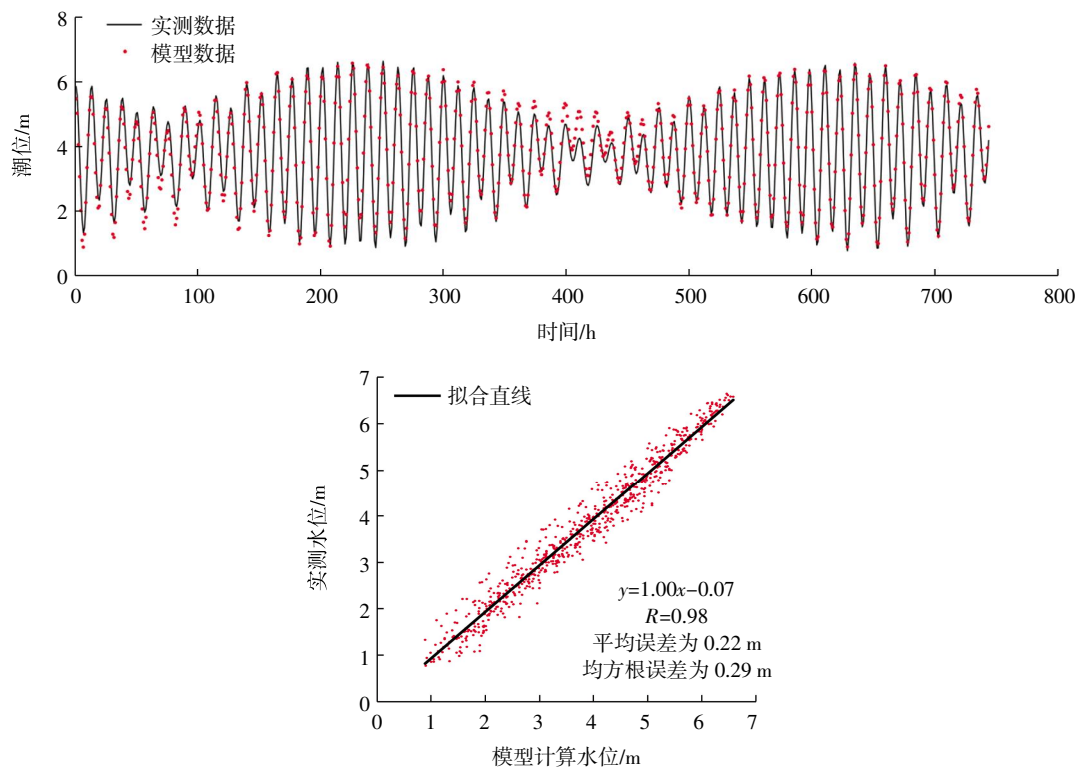 8
实测数据
模型数据
6
4
2
0
潮位/m
0 100 200 300 400 500 600 700 800
时间/h
7
拟合直线
6
5
4
3
2
1
0
实测水位/m
y=1.00x−0.07
R=0.98
平均误差为 0.22 m
均方根误差为 0.29 m
0 1 2 3 4 5 6 7
模型计算水位/m